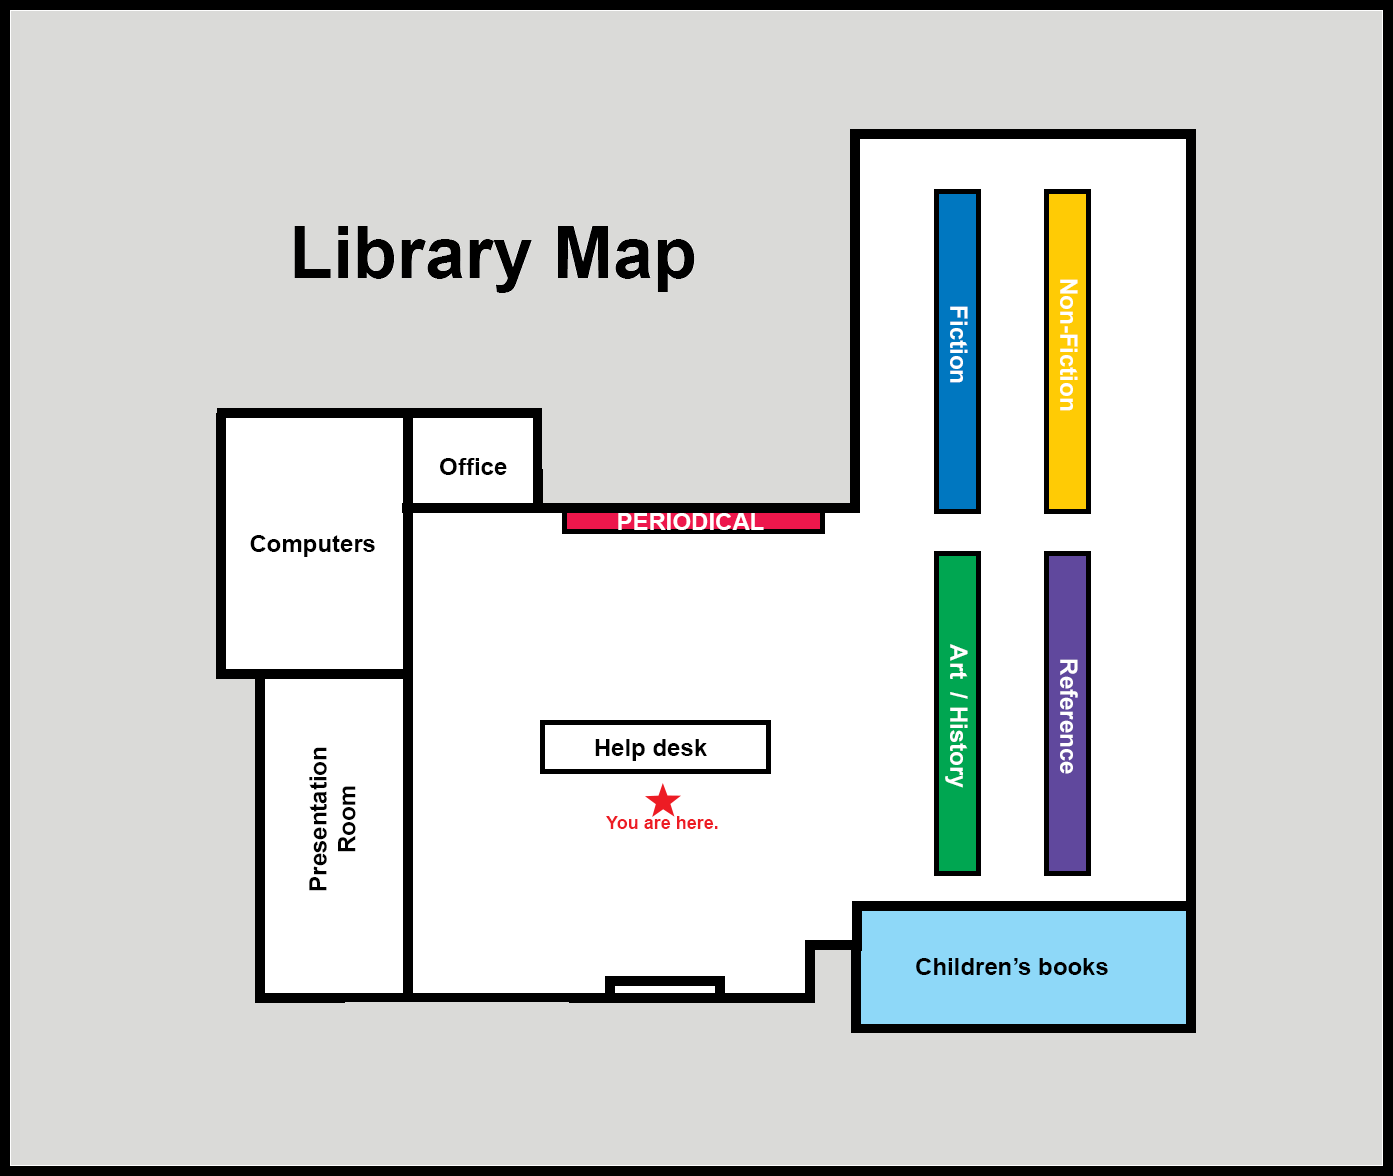 Library Map
Fiction
Non-Fiction
Office
PERIODICAL
Computers
Art / History
Reference
Help desk
You are here.
Presentation
Room
Children’s books